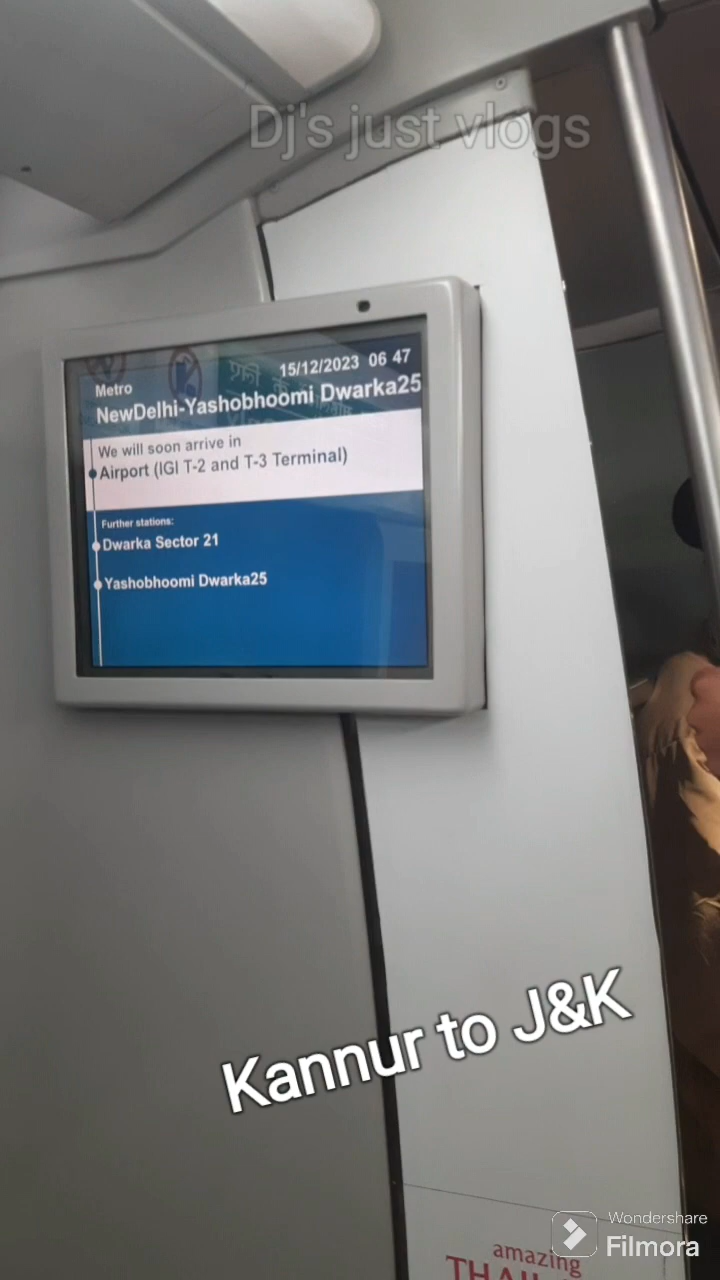 Dj's just vlogs
15/12/2023 06 47
Metro
NewDelhi-Yashobhoomi Dwarka25
We will soon arrive in
Airport (IGI T-2 and T-3 Terminal)
Further stations:
Dwarka Sector 21
Yashobhoomi Dwarka25
Kannur to J&K
Wondershare
Filmora
amazing